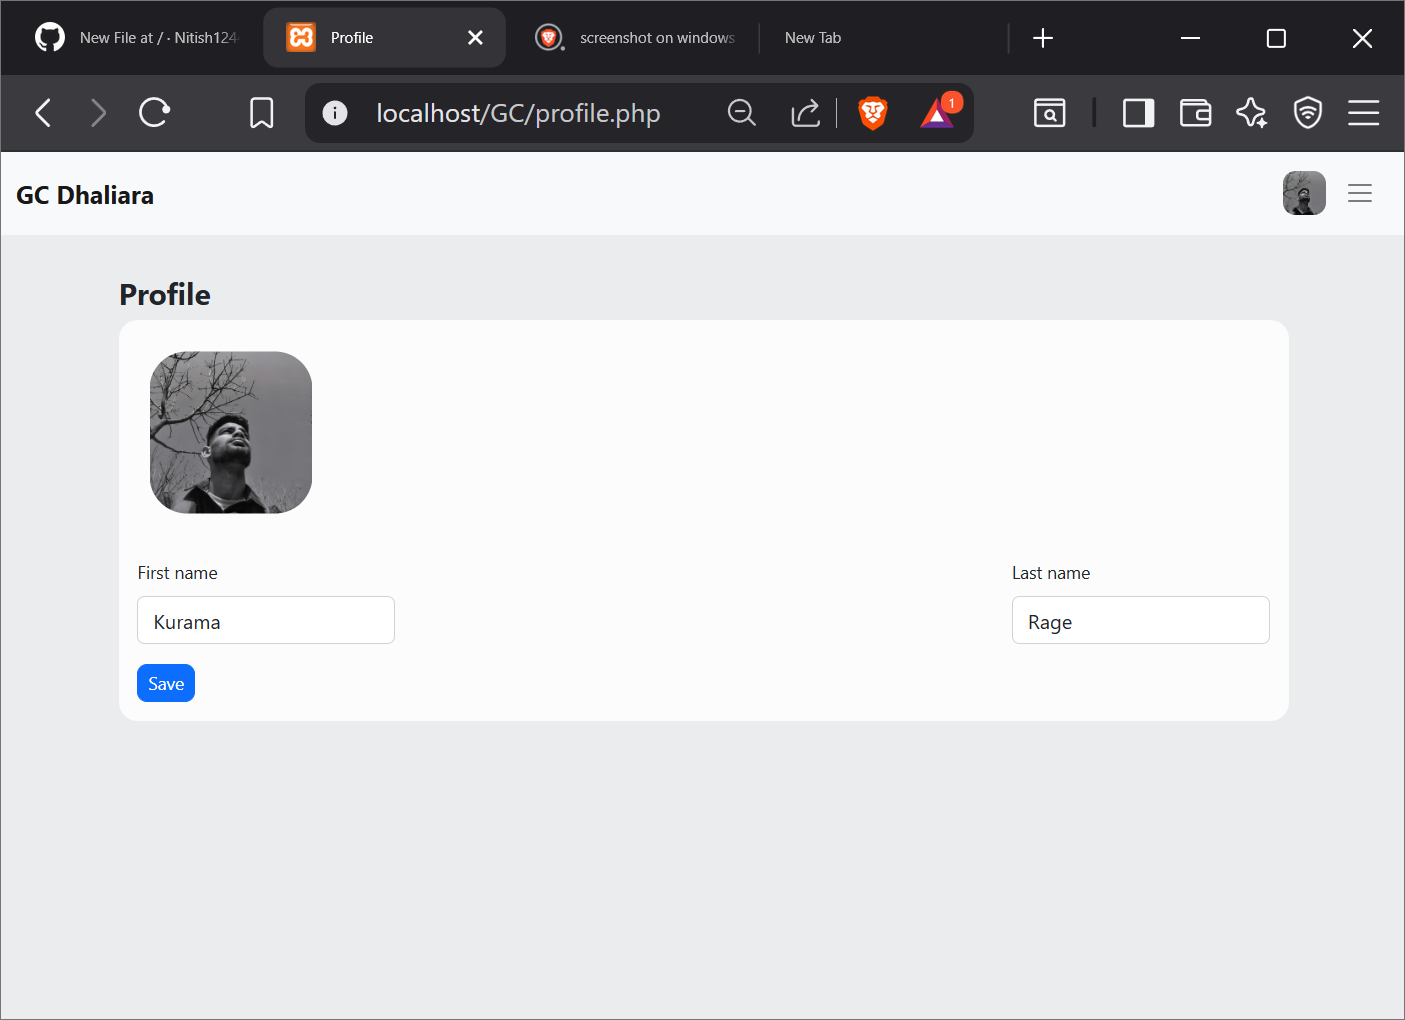 New File at / · Nitish124
Profile
screenshot on windows
New Tab
localhost/GC/profile.php
1
GC Dhaliara
Profile
First name
Last name
Kurama
Rage
Save